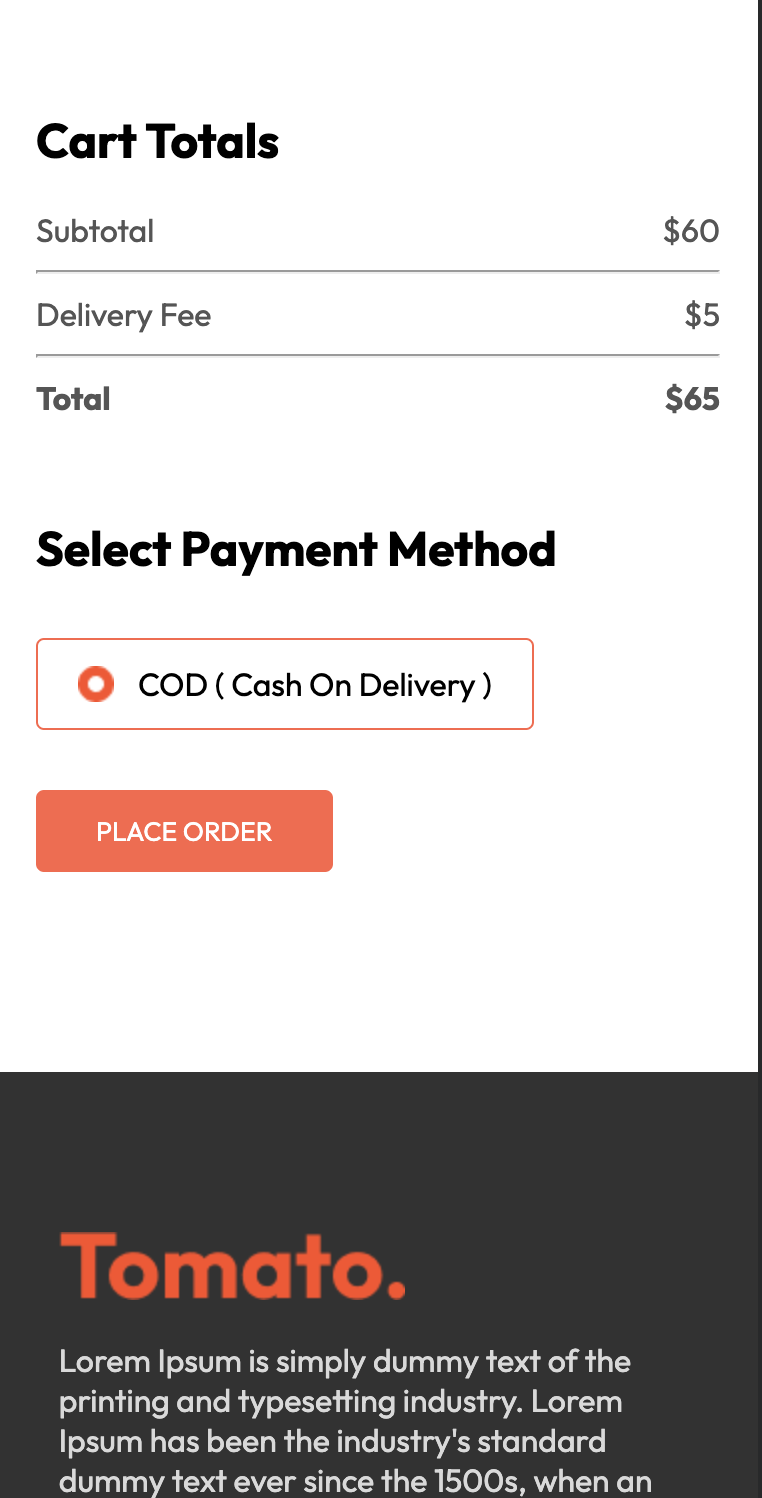 Cart Totals
Subtotal $60
Delivery Fee $5
Total $65
Select Payment Method
COD ( Cash On Delivery )
PLACE ORDER
Tomato.
Lorem Ipsum is simply dummy text of the
printing and typesetting industry. Lorem
Ipsum has been the industry's standard
dummy text ever since the 1500s, when an